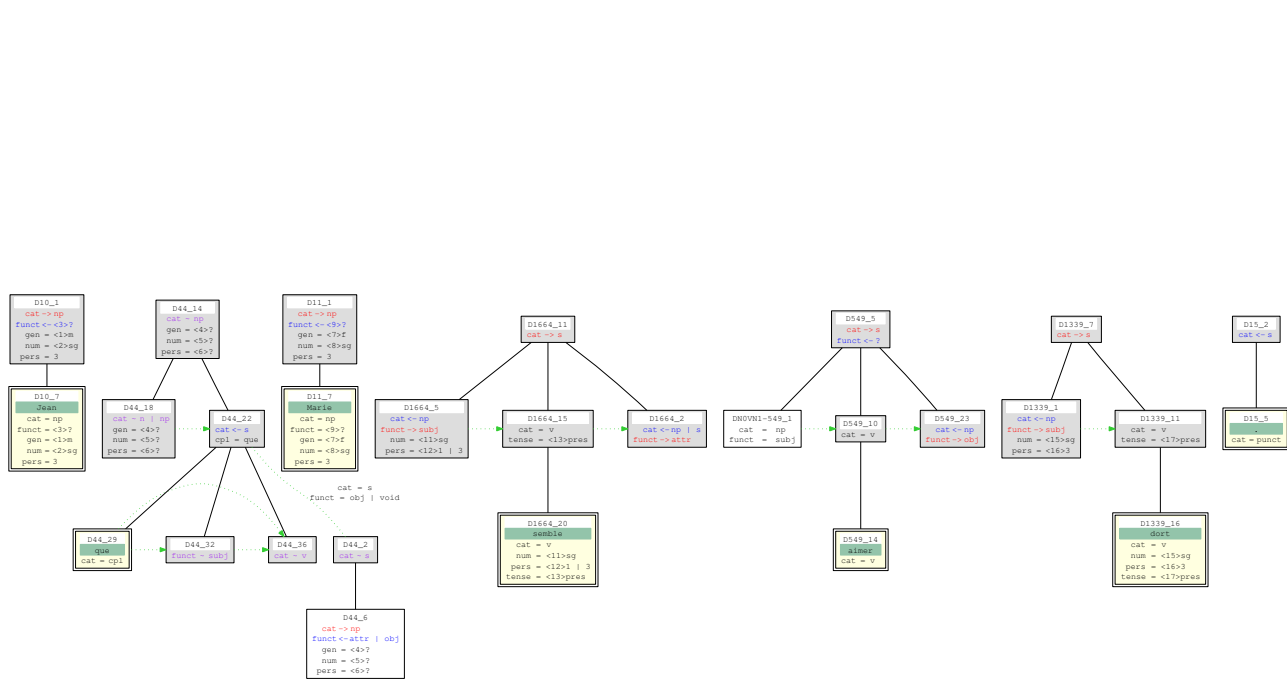 D10_1
cat -> np
funct <- <3>?
gen = <1>m
num = <2>sg
pers = 3
D10_7
Jean
cat = np
funct = <3>?
gen = <1>m
num = <2>sg
pers = 3
D44_14
cat ~ np
gen = <4>?
num = <5>?
pers = <6>?
D44_18
cat ~ n | np
gen = <4>?
num = <5>?
pers = <6>?
D44_22
cat <- s
cpl = que
cat = s
funct = obj | void
D44_29
que
cat = cpl
D44_32
funct ~ subj
D44_36
cat ~ v
D44_2
cat ~ s
D44_6
cat -> np
funct <- attr | obj
gen = <4>?
num = <5>?
pers = <6>?
D11_1
cat -> np
funct <- <9>?
gen = <7>f
num = <8>sg
pers = 3
D11_7
Marie
cat = np
funct = <9>?
gen = <7>f
num = <8>sg
pers = 3
D1664_11
cat -> s
D1664_5
cat <- np
funct -> subj
num = <11>sg
pers = <12>1 | 3
D1664_15
cat = v
tense = <13>pres
D1664_2
cat <- np | s
funct -> attr
D1664_20
semble
cat = v
num = <11>sg
pers = <12>1 | 3
tense = <13>pres
D549_5
cat -> s
funct <- ?
DN0VN1-549_1
cat = np
funct = subj
D549_10
cat = v
D549_23
cat <- np
funct -> obj
D549_14
aimer
cat = v
D1339_7
cat -> s
D1339_1
cat <- np
funct -> subj
num = <15>sg
pers = <16>3
D1339_11
cat = v
tense = <17>pres
D1339_16
dort
cat = v
num = <15>sg
pers = <16>3
tense = <17>pres
D15_2
cat <- s
D15_5
.
cat = punct